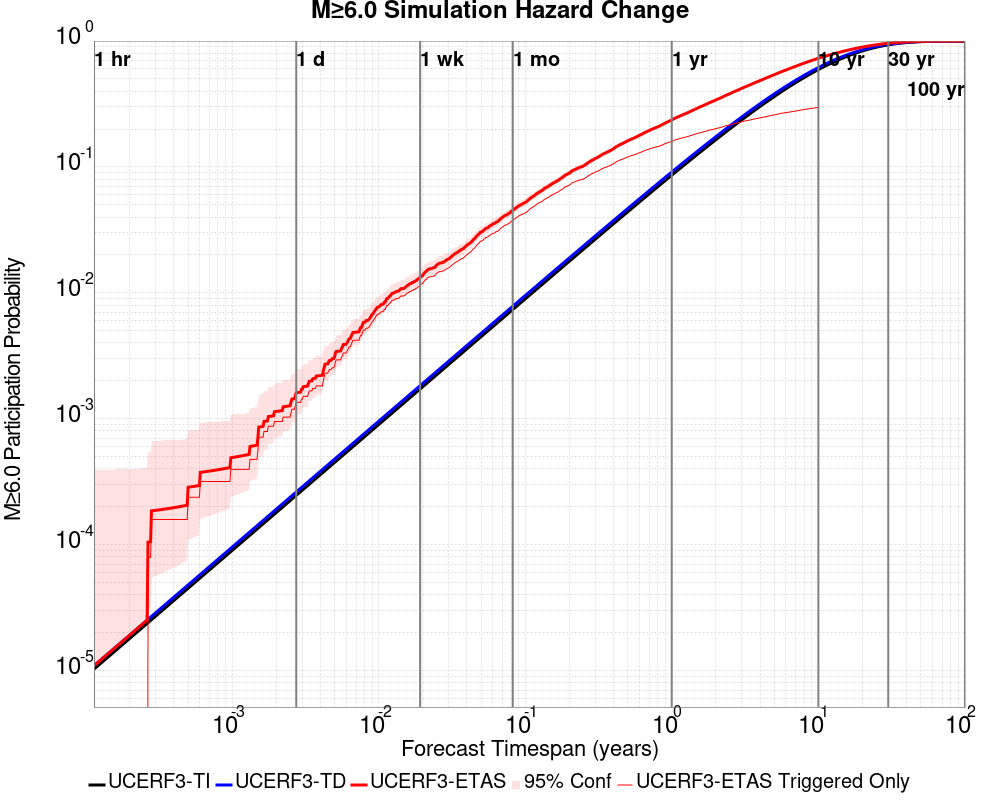 M≥6.0 Simulation Hazard Change
1 hr
1 d
1 wk
1 mo
1 yr
10 yr
30 yr
100 yr
10^0
10^-1
10^-2
10^-3
10^-4
10^-5
M≥6.0 Participation Probability
10^-3 10^-2 10^-1 10^0 10^1 10^2
Forecast Timespan (years)
UCERF3-TI UCERF3-TD UCERF3-ETAS 95% Conf UCERF3-ETAS Triggered Only